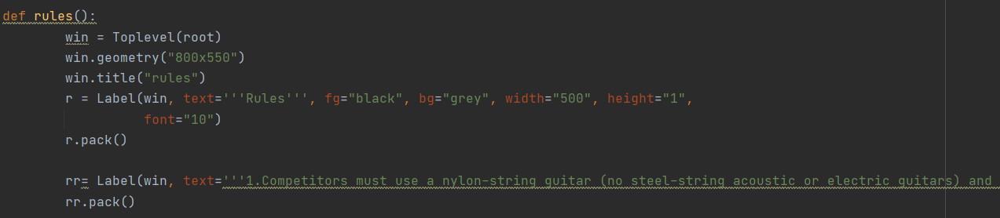 def rules():
win = Toplevel(root)
win.geometry("800x550")
win.title("rules")
r = Label(win, text='''Rules''', fg="black", bg="grey", width="500", height="1",
font="10")
r.pack()
rr= Label(win, text='''1.Competitors must use a nylon-string guitar (no steel-string acoustic or electric guitars) and
rr.pack()